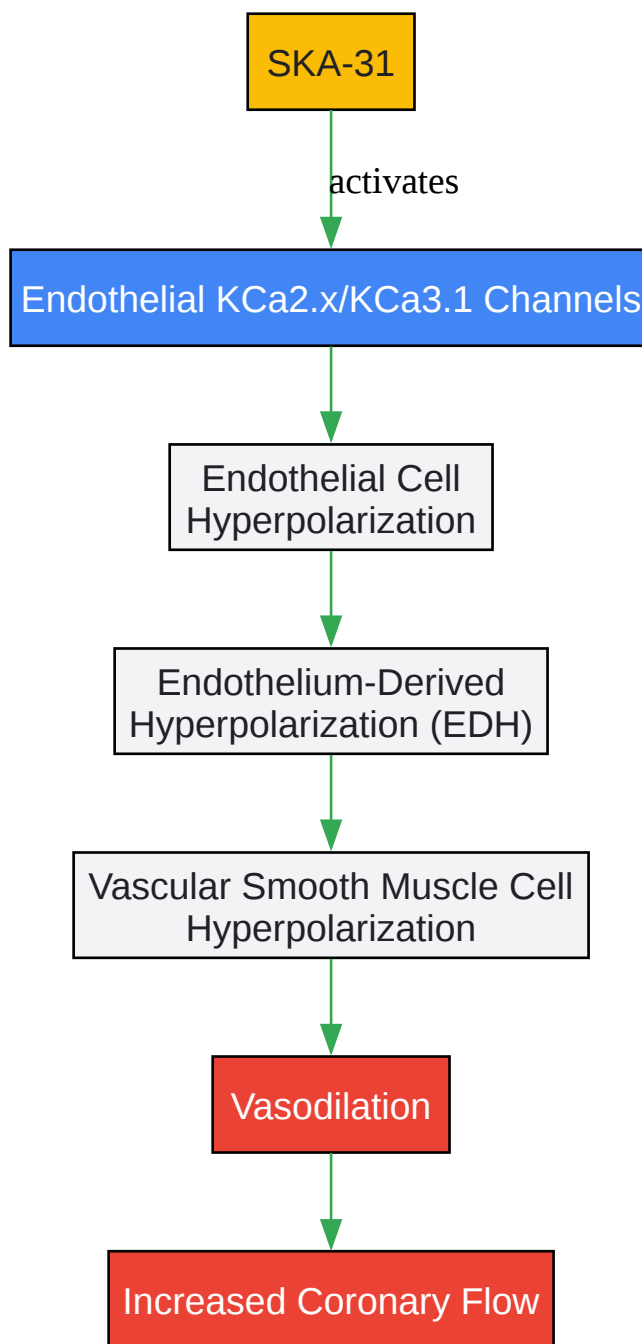 SKA-31
activates
Endothelial KCa2.x/KCa3.1 Channels
Endothelial Cell
Hyperpolarization
Endothelium-Derived
Hyperpolarization (EDH)
Vascular Smooth Muscle Cell
Hyperpolarization
Vasodilation
Increased Coronary Flow